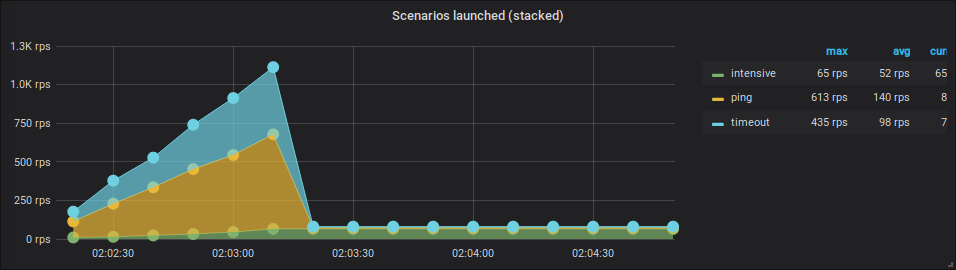 Scenarios launched (stacked)
1.3K rps
1.0K rps
750 rps
500 rps
250 rps
0 rps
02:02:30 02:03:00 02:03:30 02:04:00 02:04:30
max avg cur
intensive 65 rps 52 rps 65
ping 613 rps 140 rps 8
timeout 435 rps 98 rps 7